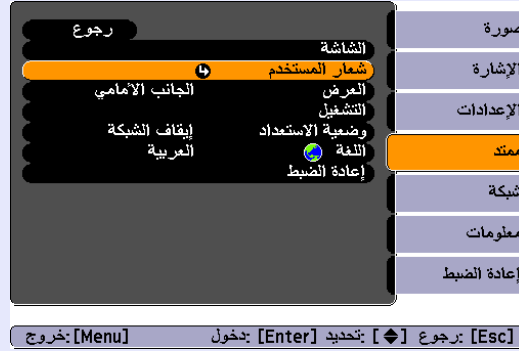 رجوع
الشاشة
شعار المستخدم
العرض الجانب الأمامي
التشغيل
وضعية الاستعداد إيقاف الشبكة
اللغة العربية
إعادة الضبط
صورة
الإشارة
الإعدادات
ممتد
شبكة
معلومات
إعادة الضبط
[Esc] :رجوع [ ] :تحديد [Enter] :دخول [Menu] :خروج